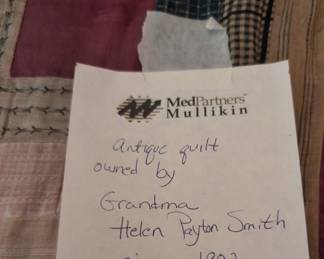 MedPartners
Mullikin
Antique quilt
owned by
Grandma
Helen Payton Smith